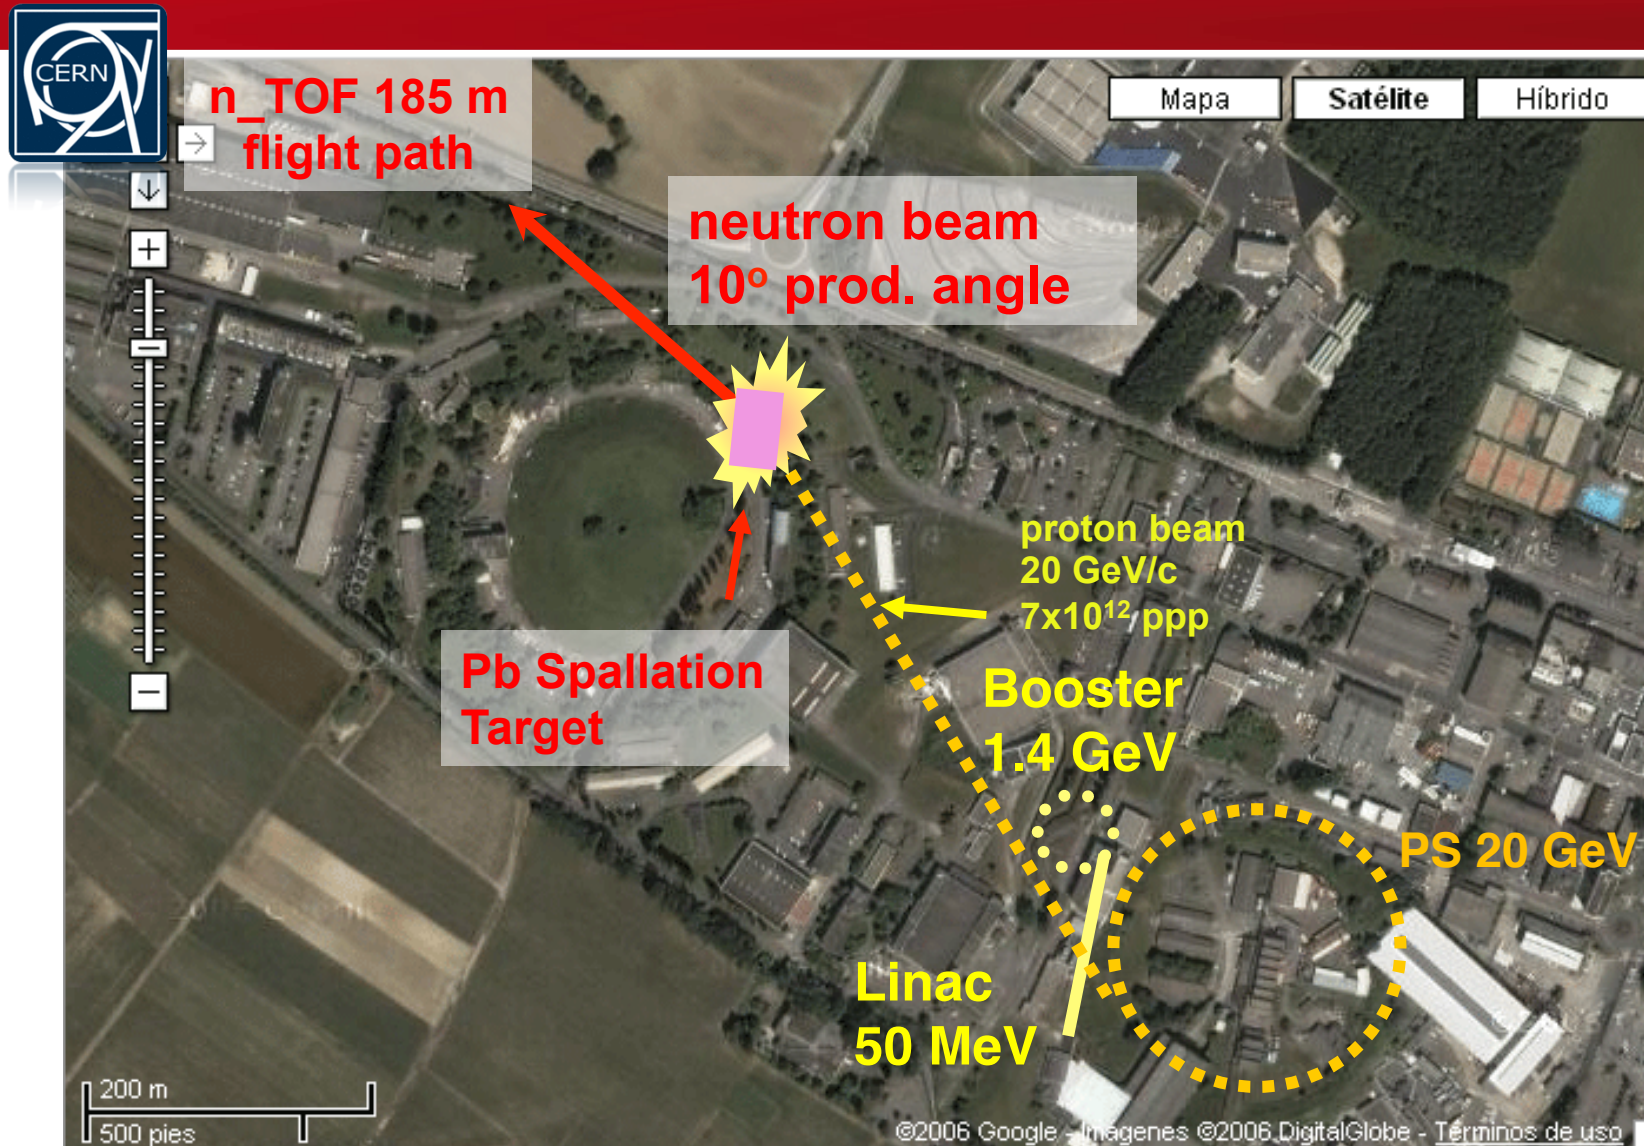 CERN
n_TOF 185 m
flight path
Mapa
Satélite
Híbrido
neutron beam
10º prod. angle
proton beam
20 GeV/c
7x10¹² ppp
Pb Spallation
Target
Booster
1.4 GeV
PS 20 GeV
Linac
50 MeV
200 m
500 pies
©2006 Google - Imágenes ©2006 DigitalGlobe - Términos de uso